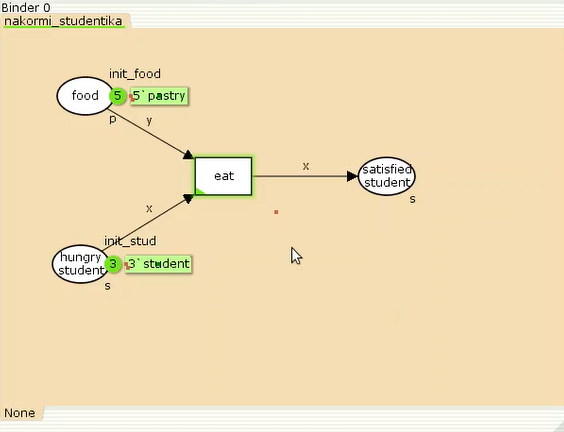 Binder 0
nakormi_studentika
init_food
food
5
5`pastry
p
y
eat
x
satisfied
student
s
x
init_stud
hungry
student
3
3`student
s
None